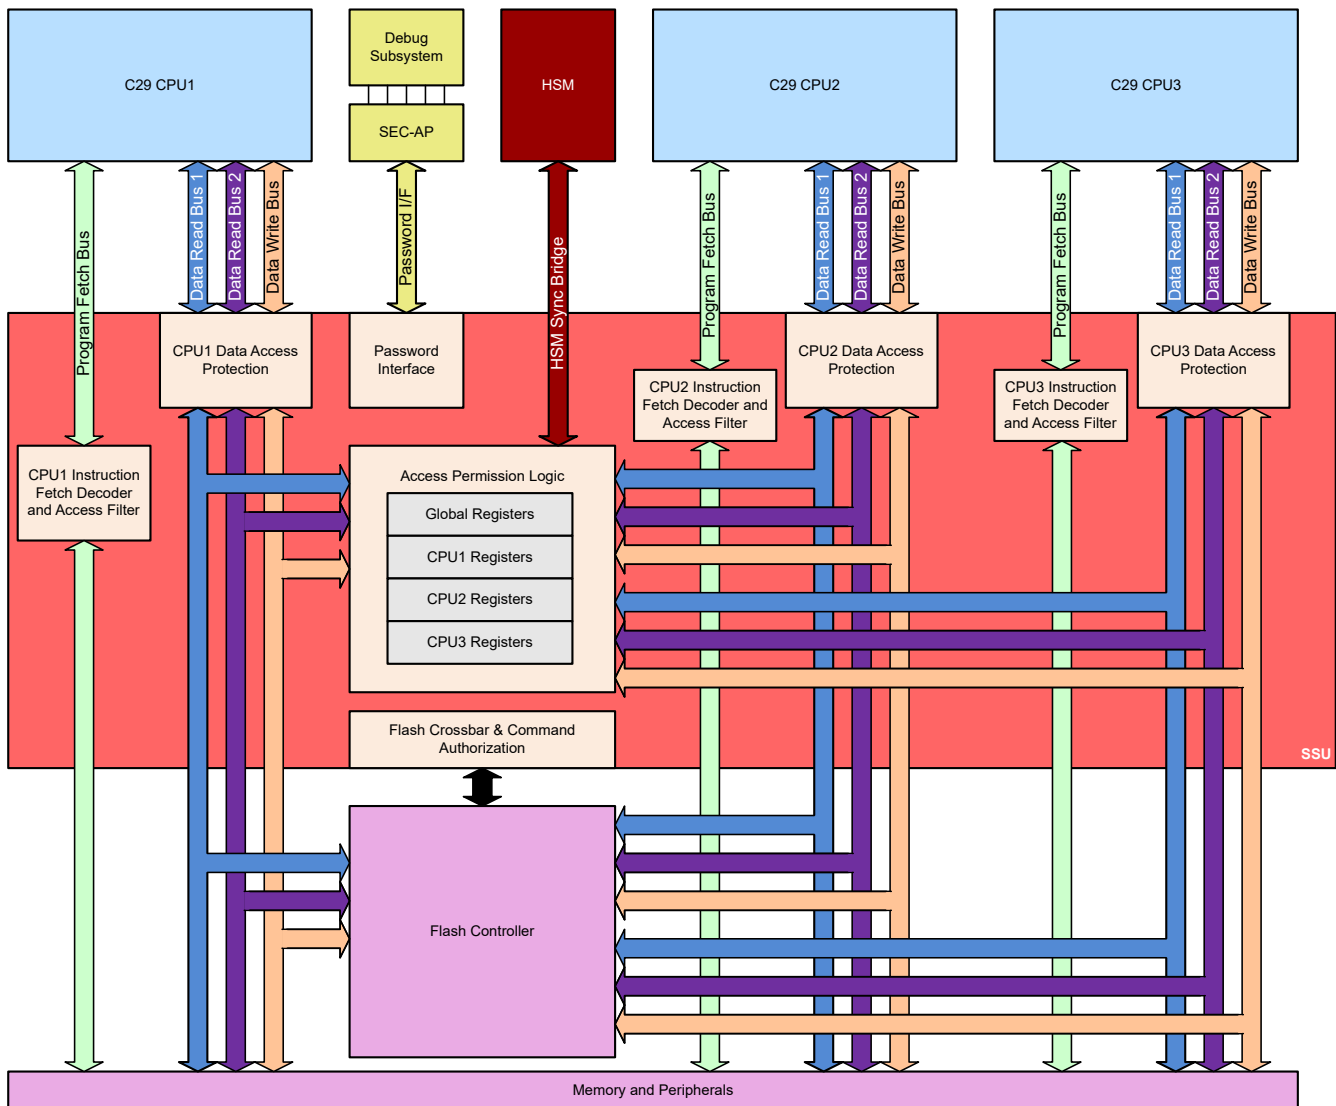 C29 CPU1
Debug
Subsystem
SEC-AP
HSM
C29 CPU2
C29 CPU3
Program Fetch Bus
Data Read Bus 1
Data Read Bus 2
Data Write Bus
Password I/F
HSM Sync Bridge
Program Fetch Bus
Data Read Bus 1
Data Read Bus 2
Data Write Bus
Program Fetch Bus
Data Read Bus 1
Data Read Bus 2
Data Write Bus
CPU1 Data Access
Protection
Password
Interface
CPU2 Data Access
Protection
CPU3 Data Access
Protection
CPU2 Instruction
Fetch Decoder and
Access Filter
CPU3 Instruction
Fetch Decoder
and Access Filter
CPU1 Instruction
Fetch Decoder
and Access Filter
Access Permission Logic
Global Registers
CPU1 Registers
CPU2 Registers
CPU3 Registers
Flash Crossbar & Command
Authorization
SSU
Flash Controller
Memory and Peripherals